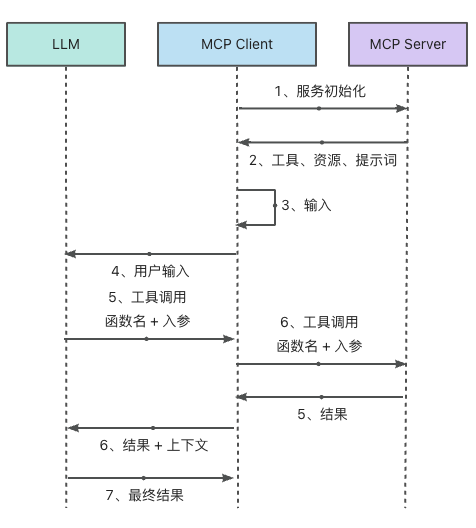 LLM
MCP Client
MCP Server
1、服务初始化
2、工具、资源、提示词
3、输入
4、用户输入
5、工具调用
函数名 + 入参
6、工具调用
函数名 + 入参
5、结果
6、结果 + 上下文
7、最终结果